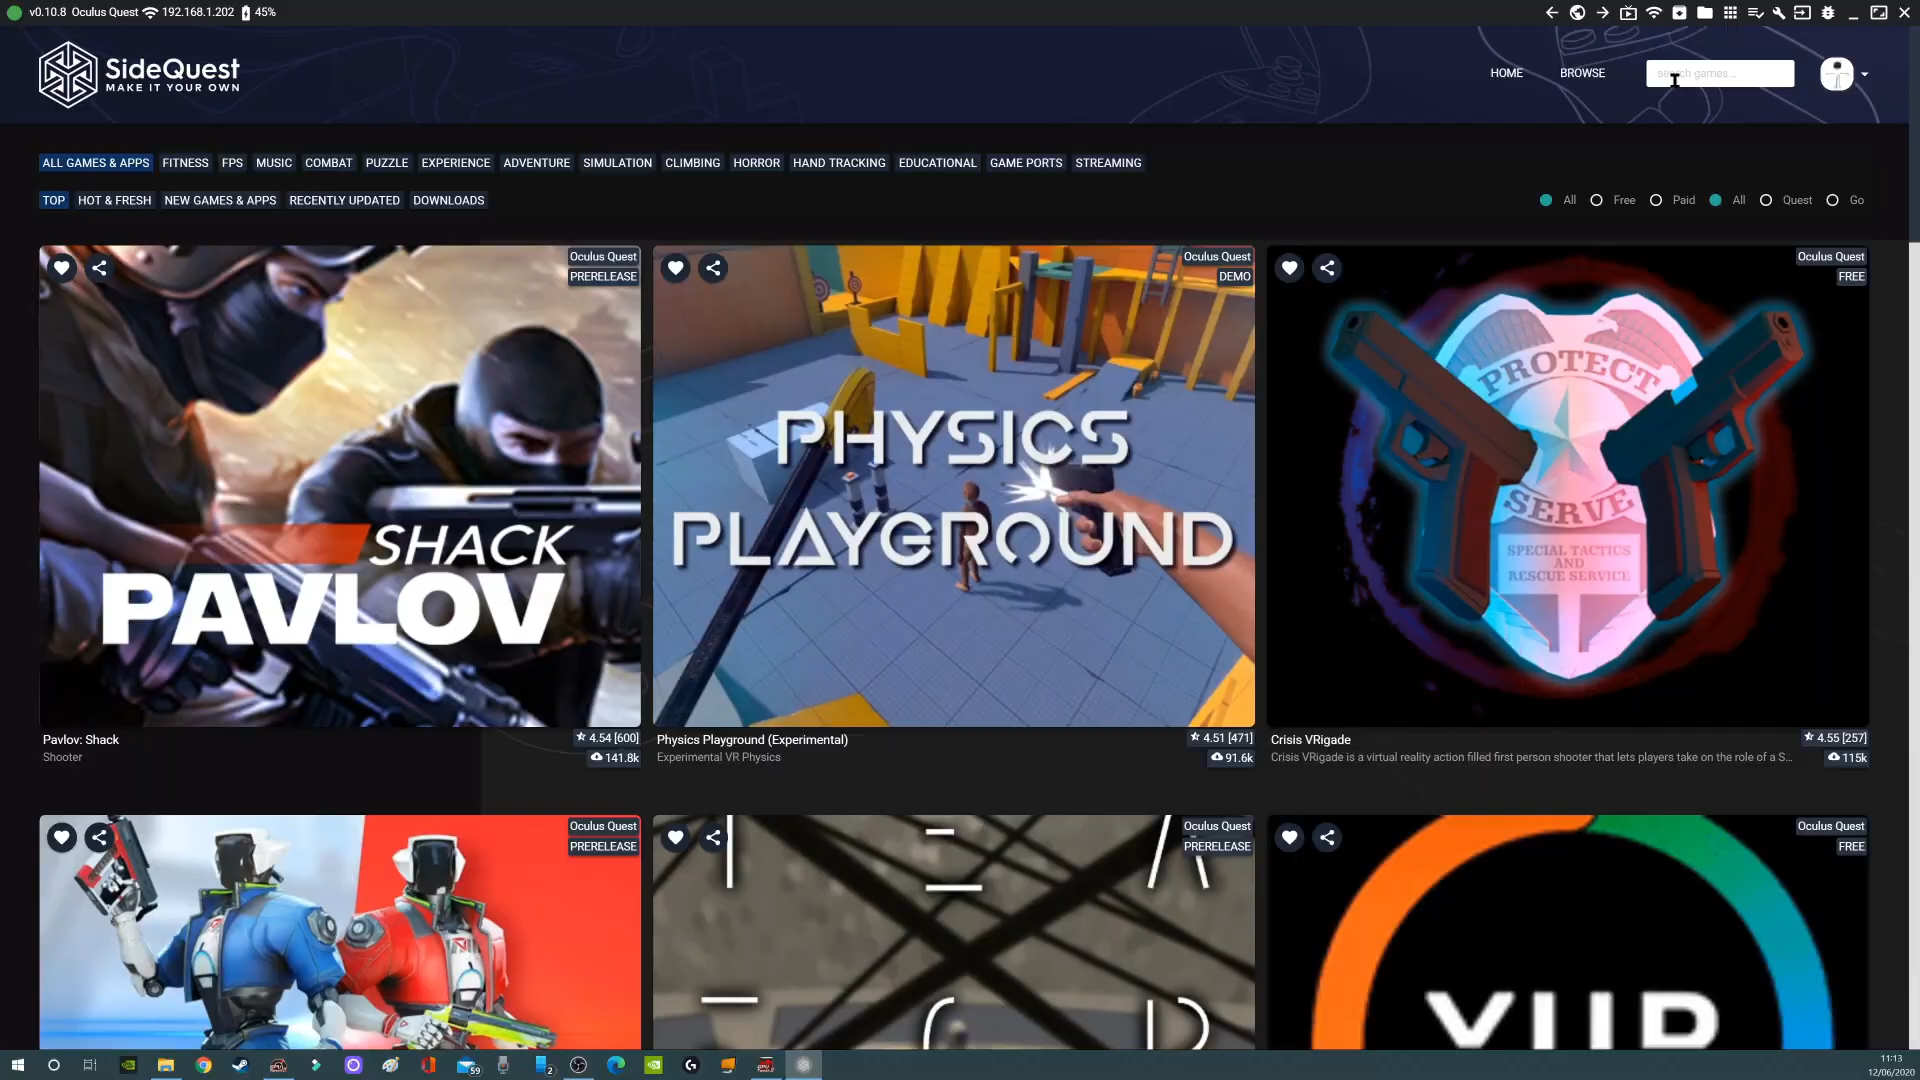 v0.10.8 Oculus Quest 192.168.1.202 45%
SideQuest
MAKE IT YOUR OWN
HOME BROWSE search games...
ALL GAMES & APPS FITNESS FPS MUSIC COMBAT PUZZLE EXPERIENCE ADVENTURE SIMULATION CLIMBING HORROR HAND TRACKING EDUCATIONAL GAME PORTS STREAMING
TOP HOT & FRESH NEW GAMES & APPS RECENTLY UPDATED DOWNLOADS All Free Paid All Quest Go
Oculus Quest
PRERELEASE
SHACK
PAVLOV
Pavlov: Shack 4.54 [600]
Shooter 141.8k
Oculus Quest
DEMO
PHYSICS
PLAYGROUND
Physics Playground (Experimental) 4.51 [471]
Experimental VR Physics 91.6k
Oculus Quest
FREE
PROTECT
SERVE
SPECIAL TACTICS
AND
RESCUE SERVICE
Crisis VRigade 4.55 [257]
Crisis VRigade is a virtual reality action filled first person shooter that lets players take on the role of a S... 115k
Oculus Quest
PRERELEASE
Oculus Quest
PRERELEASE
Oculus Quest
FREE
59
2
11:13
12/06/2020